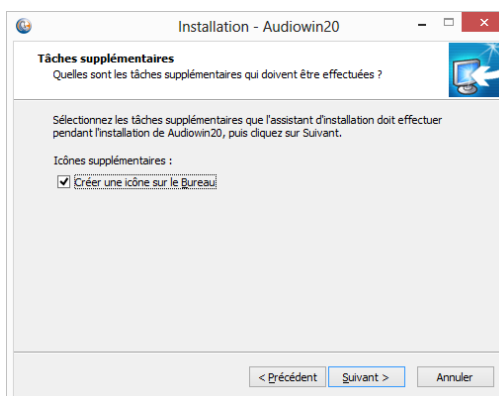 Installation - Audiowin20
Tâches supplémentaires
Quelles sont les tâches supplémentaires qui doivent être effectuées ?
Sélectionnez les tâches supplémentaires que l'assistant d'installation doit effectuer
pendant l'installation de Audiowin20, puis cliquez sur Suivant.
Icônes supplémentaires :
Créer une icône sur le Bureau
< Précédent Suivant > Annuler